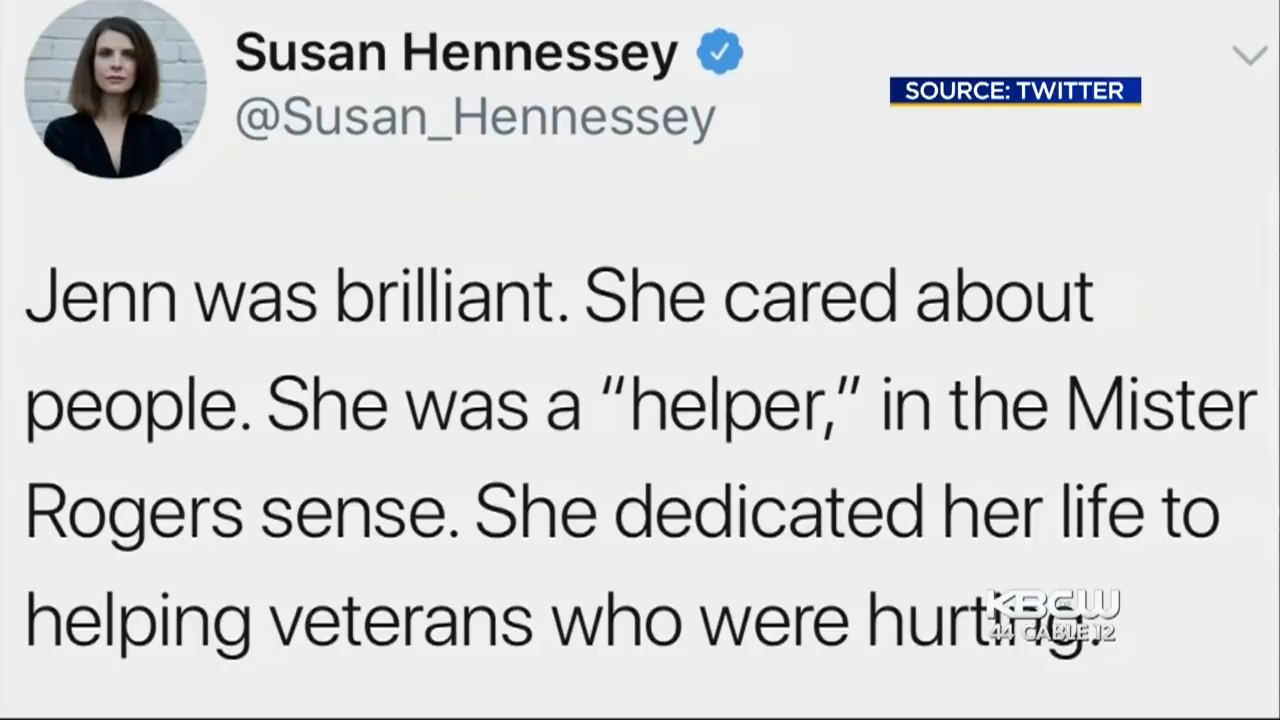 Susan Hennessey
@Susan_Hennessey
SOURCE: TWITTER
Jenn was brilliant. She cared about
people. She was a “helper,” in the Mister
Rogers sense. She dedicated her life to
helping veterans who were hurting.
KBCW
44 CABLE 12